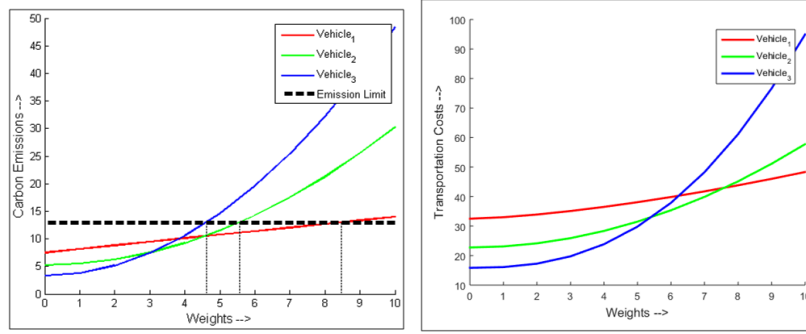 50
45
40
35
30
25
20
15
10
5
0
Carbon Emissions -->
0 1 2 3 4 5 6 7 8 9 10
Weights -->
Vehicle1
Vehicle2
Vehicle3
Emission Limit
100
90
80
70
60
50
40
30
20
10
Transportation Costs -->
0 1 2 3 4 5 6 7 8 9 10
Weights -->
Vehicle1
Vehicle2
Vehicle3